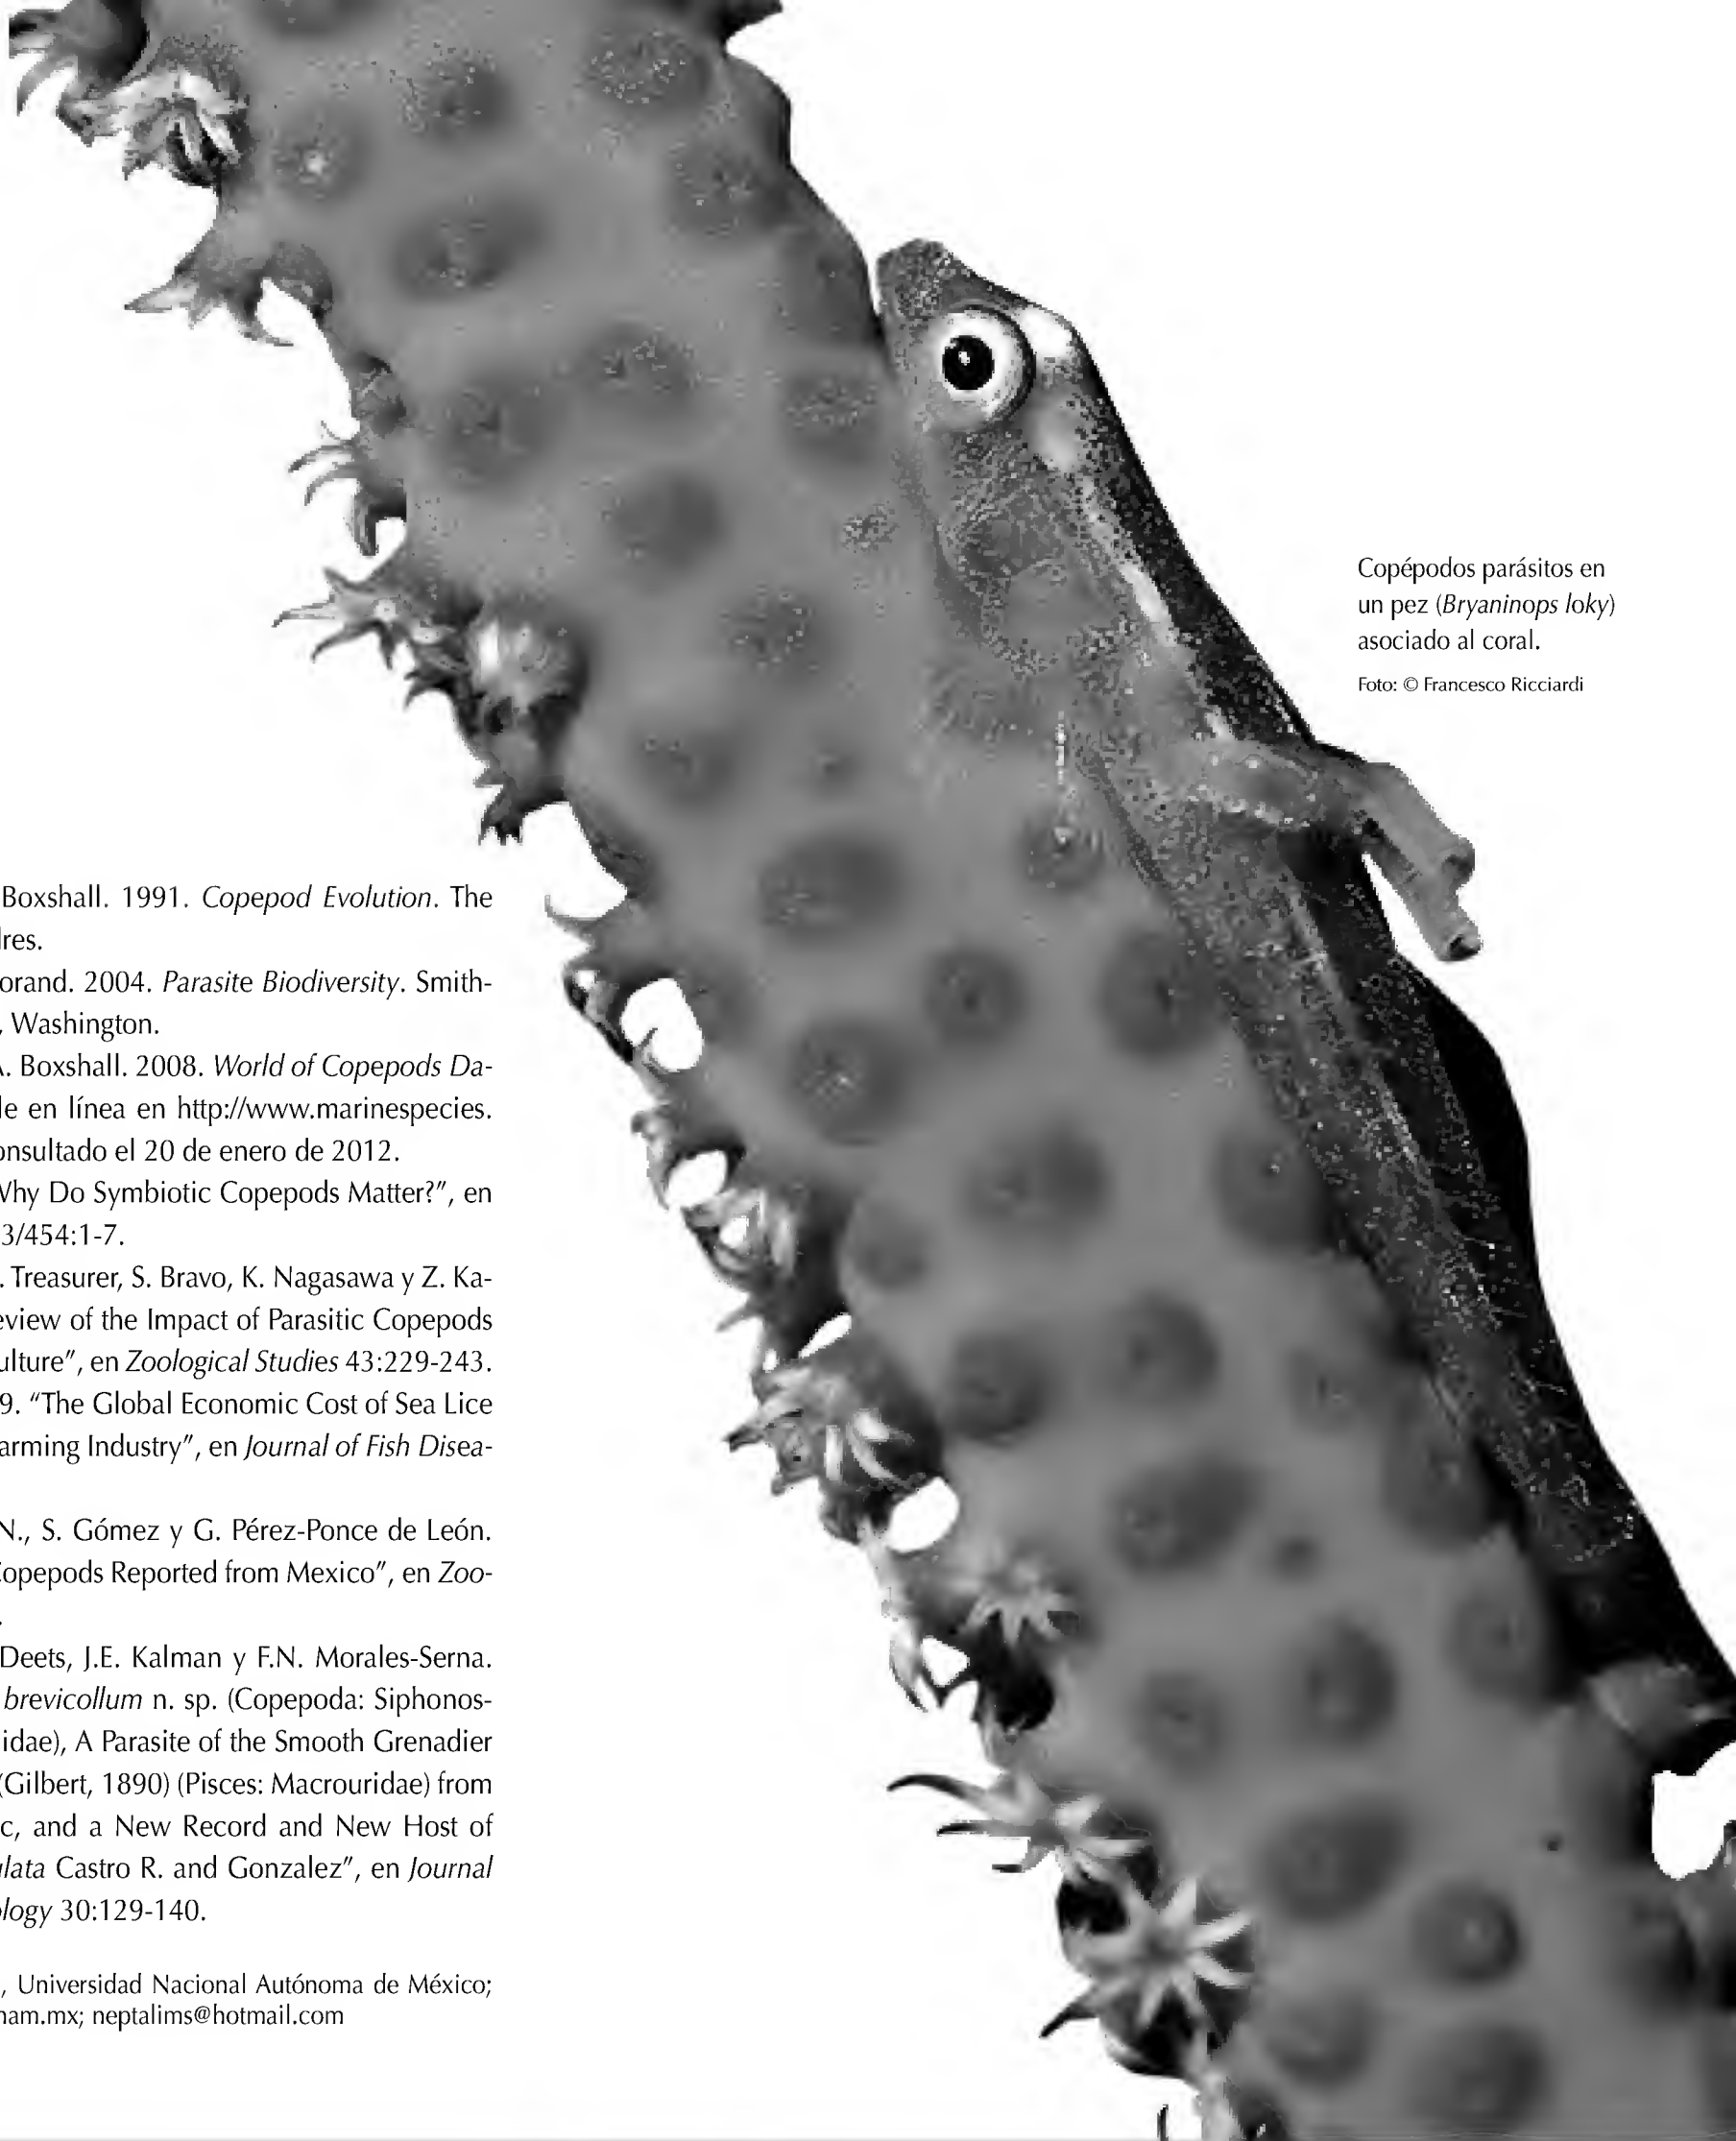 Copépodos parásitos en
un pez (Bryaninops loky)
asociado al coral.
Foto: © Francesco Ricciardi
Boxshall. 1991. Copepod Evolution. The
dres.
orand. 2004. Parasite Biodiversity. Smith-
, Washington.
A. Boxshall. 2008. World of Copepods Da-
le en línea en http://www.marinespecies.
onsultado el 20 de enero de 2012.
Why Do Symbiotic Copepods Matter?”, en
3/454:1-7.
. Treasurer, S. Bravo, K. Nagasawa y Z. Ka-
eview of the Impact of Parasitic Copepods
ulture”, en Zoological Studies 43:229-243.
9. “The Global Economic Cost of Sea Lice
arming Industry”, en Journal of Fish Disea-
N., S. Gómez y G. Pérez-Ponce de León.
Copepods Reported from Mexico”, en Zoo-
.
Deets, J.E. Kalman y F.N. Morales-Serna.
brevicollum n. sp. (Copepoda: Siphonos-
idae), A Parasite of the Smooth Grenadier
(Gilbert, 1890) (Pisces: Macrouridae) from
c, and a New Record and New Host of
lata Castro R. and Gonzalez”, en Journal
ology 30:129-140.
, Universidad Nacional Autónoma de México;
nam.mx; neptalims@hotmail.com